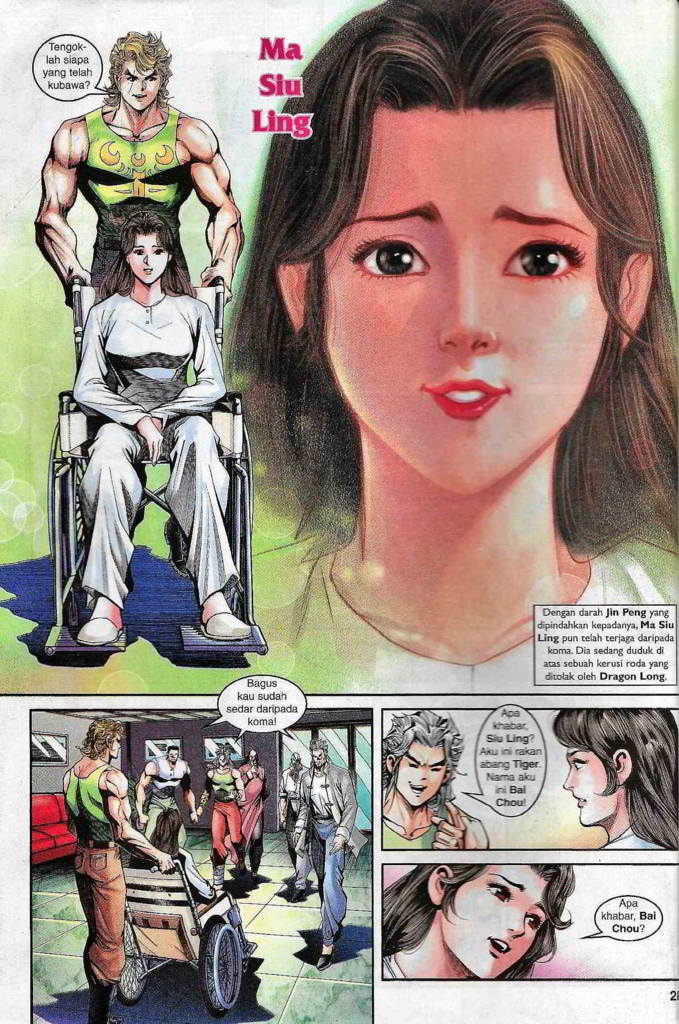 Tengok-
lah siapa
yang telah
kubawa?
Ma
Siu
Ling
Dengan darah Jin Peng yang
dipindahkan kepadanya, Ma Siu
Ling pun telah terjaga daripada
koma. Dia sedang duduk di
atas sebuah kerusi roda yang
ditolak oleh Dragon Long.
Bagus
kau sudah
sedar daripada
koma!
Apa
khabar,
Siu Ling?
Aku ini rakan
abang Tiger.
Nama aku
ini Bai
Chou!
Apa
khabar, Bai
Chou?